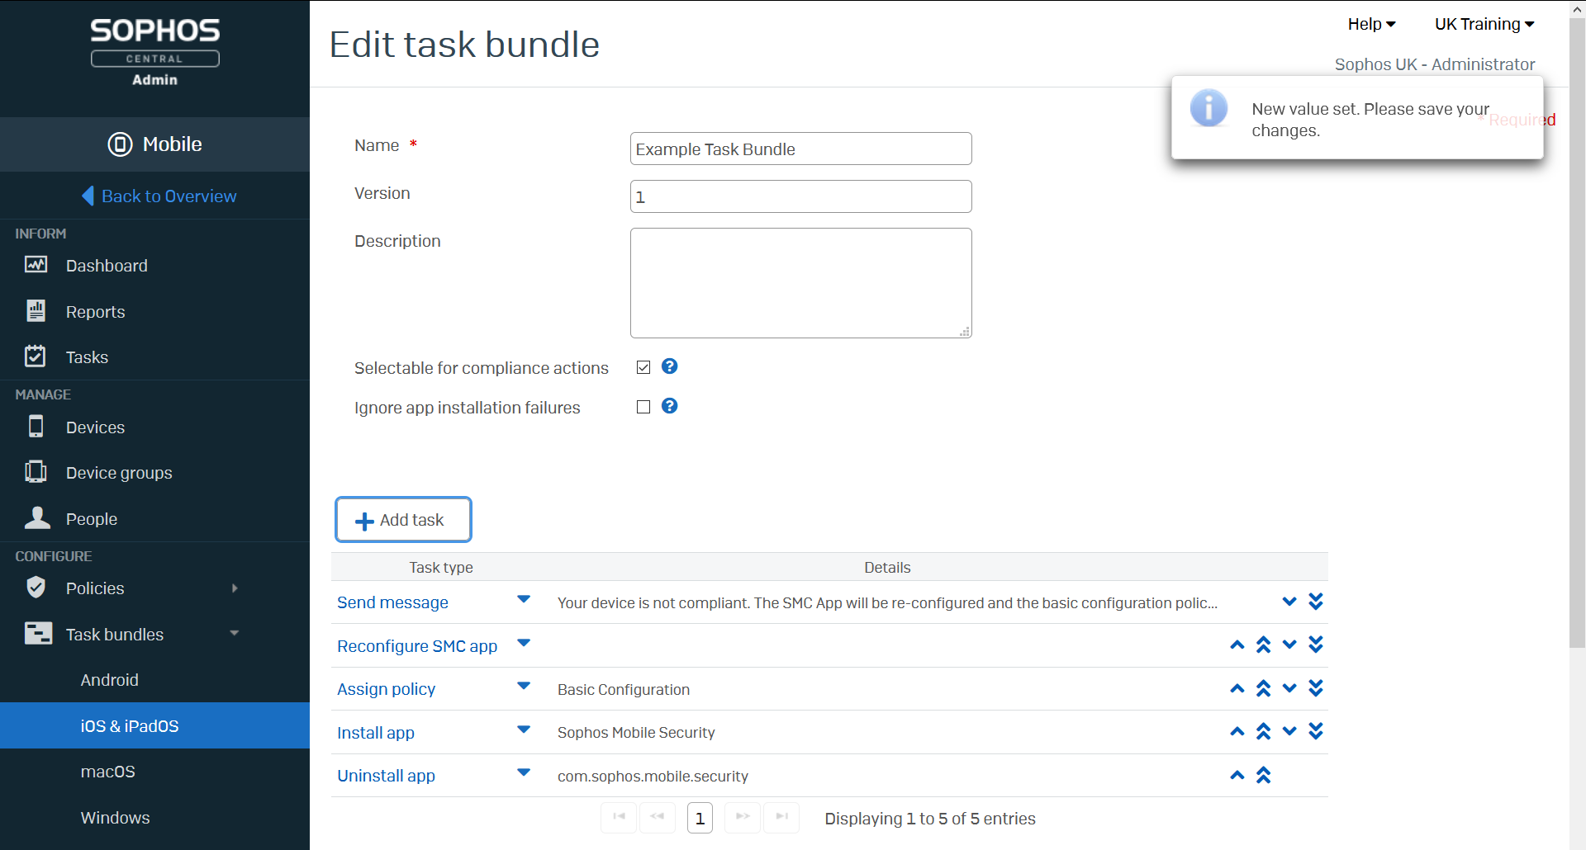 SOPHOS
CENTRAL
Admin
Mobile
Back to Overview
INFORM
Dashboard
Reports
Tasks
MANAGE
Devices
Device groups
People
CONFIGURE
Policies
Task bundles
Android
iOS & iPadOS
macOS
Windows
Edit task bundle
Help
UK Training
Sophos UK - Administrator
New value set. Please save your
changes.
* Required
Name *
Example Task Bundle
Version
1
Description
Selectable for compliance actions
Ignore app installation failures
Add task
Task type Details
Send message Your device is not compliant. The SMC App will be re-configured and the basic configuration polic...
Reconfigure SMC app
Assign policy Basic Configuration
Install app Sophos Mobile Security
Uninstall app com.sophos.mobile.security
1 Displaying 1 to 5 of 5 entries